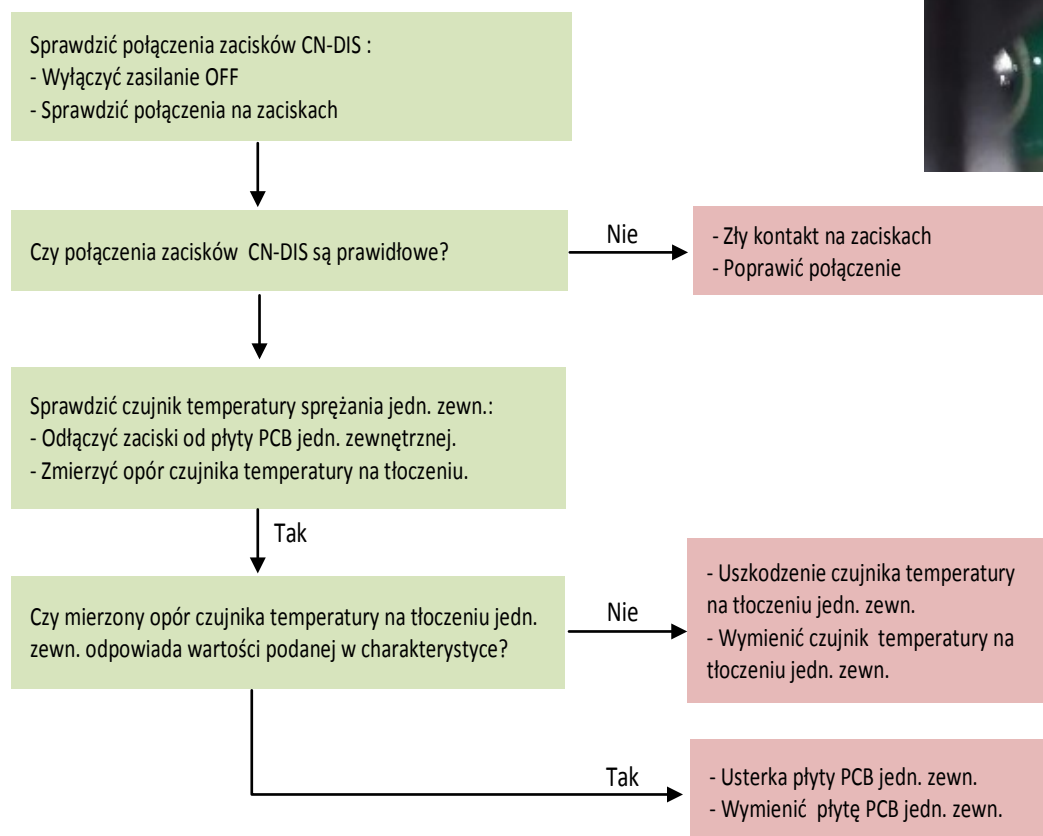 Sprawdzić połączenia zacisków CN-DIS :
- Wyłączyć zasilanie OFF
- Sprawdzić połączenia na zaciskach
Czy połączenia zacisków CN-DIS są prawidłowe?
Nie
- Zły kontakt na zaciskach
- Poprawić połączenie
Sprawdzić czujnik temperatury sprężania jedn. zewn.:
- Odłączyć zaciski od płyty PCB jedn. zewnętrznej.
- Zmierzyć opór czujnika temperatury na tłoczeniu.
Tak
Czy mierzony opór czujnika temperatury na tłoczeniu jedn.
zewn. odpowiada wartości podanej w charakterystyce?
Nie
- Uszkodzenie czujnika temperatury
na tłoczeniu jedn. zewn.
- Wymienić czujnik temperatury na
tłoczeniu jedn. zewn.
Tak
- Usterka płyty PCB jedn. zewn.
- Wymienić płytę PCB jedn. zewn.